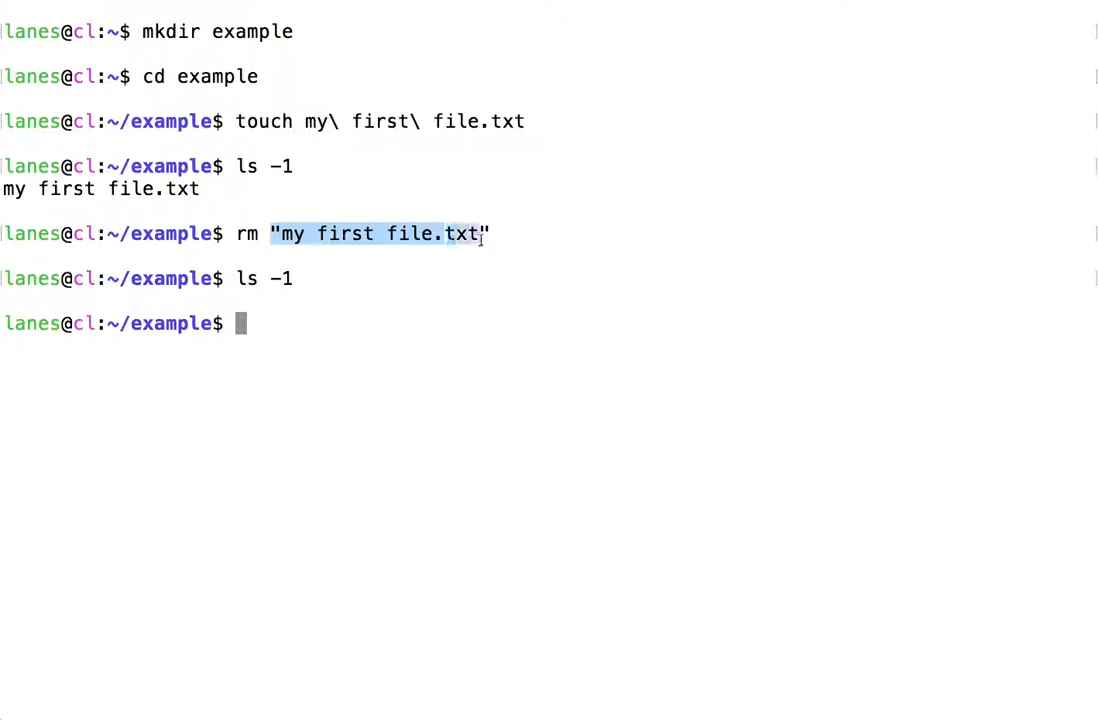 lanes@cl:~$ mkdir example
lanes@cl:~$ cd example
lanes@cl:~/example$ touch my\ first\ file.txt
lanes@cl:~/example$ ls -1
my first file.txt
lanes@cl:~/example$ rm "my first file.txt"
lanes@cl:~/example$ ls -1
lanes@cl:~/example$